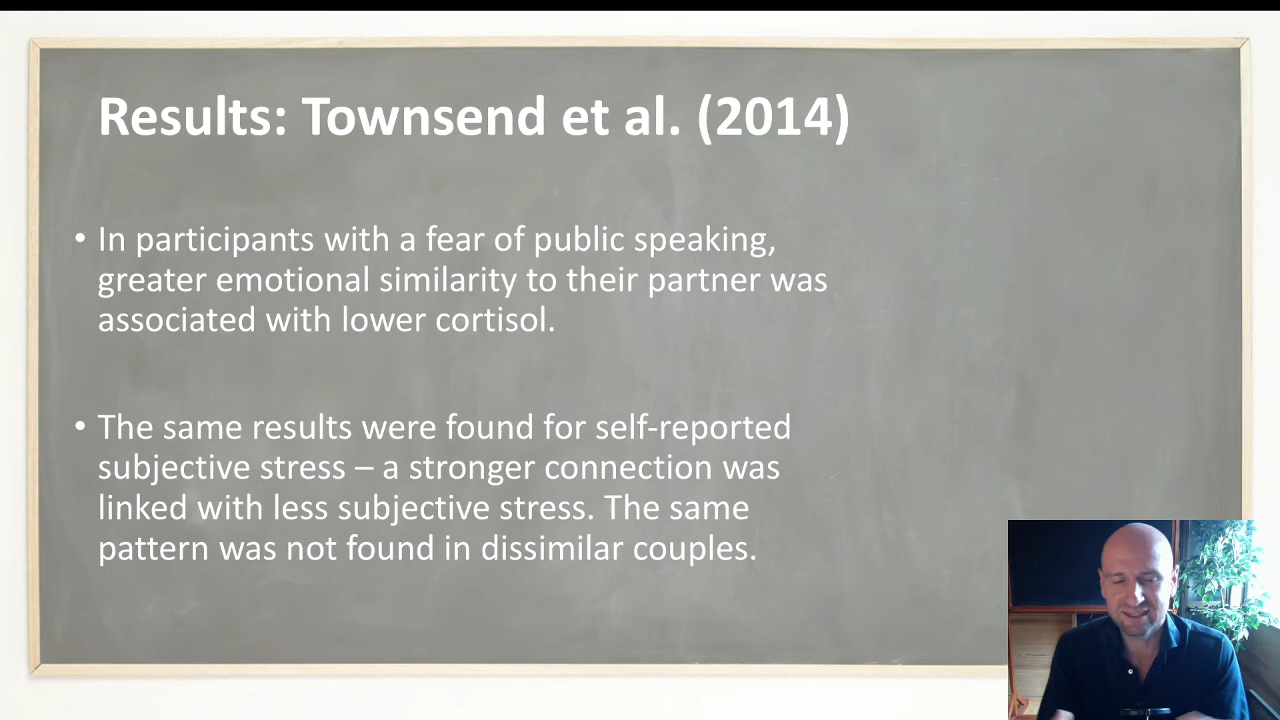 Results: Townsend et al. (2014)
• In participants with a fear of public speaking,
greater emotional similarity to their partner was
associated with lower cortisol.
• The same results were found for self-reported
subjective stress – a stronger connection was
linked with less subjective stress. The same
pattern was not found in dissimilar couples.